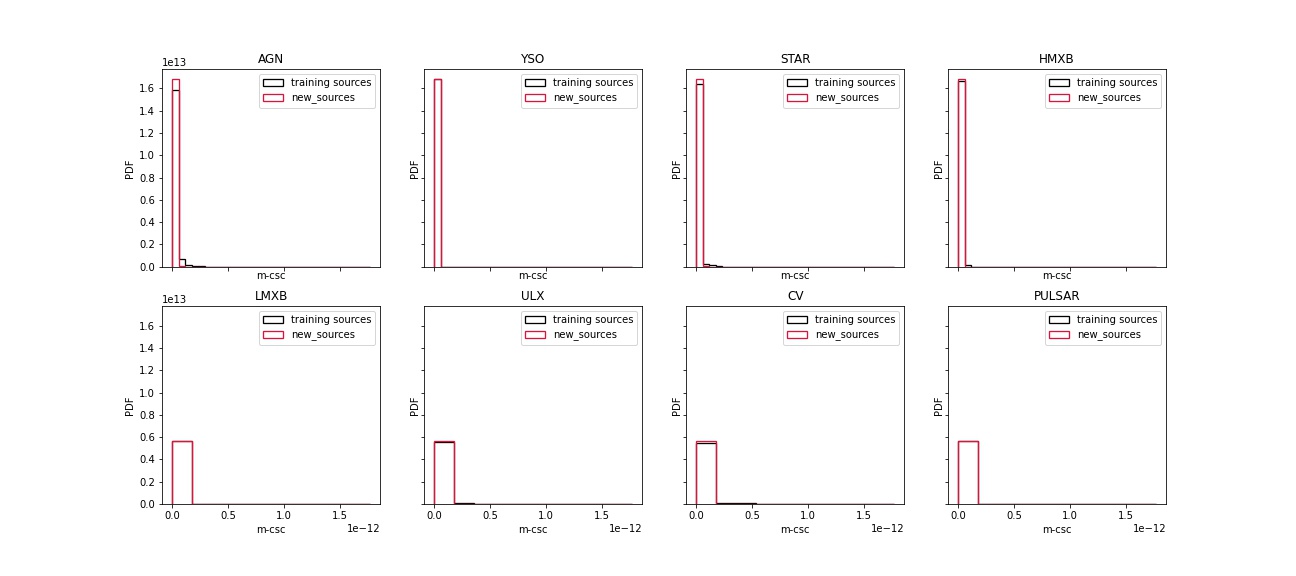 AGN
YSO
STAR
HMXB
1e13
training sources
new_sources
training sources
new_sources
training sources
new_sources
training sources
new_sources
1.6
1.4
1.2
1.0
0.8
0.6
0.4
0.2
0.0
PDF
PDF
PDF
PDF
m-csc
m-csc
m-csc
m-csc
LMXB
ULX
CV
PULSAR
1e13
training sources
new_sources
training sources
new_sources
training sources
new_sources
training sources
new_sources
1.6
1.4
1.2
1.0
0.8
0.6
0.4
0.2
0.0
PDF
PDF
PDF
PDF
0.0 0.5 1.0 1.5
0.0 0.5 1.0 1.5
0.0 0.5 1.0 1.5
0.0 0.5 1.0 1.5
m-csc 1e−12
m-csc 1e−12
m-csc 1e−12
m-csc 1e−12